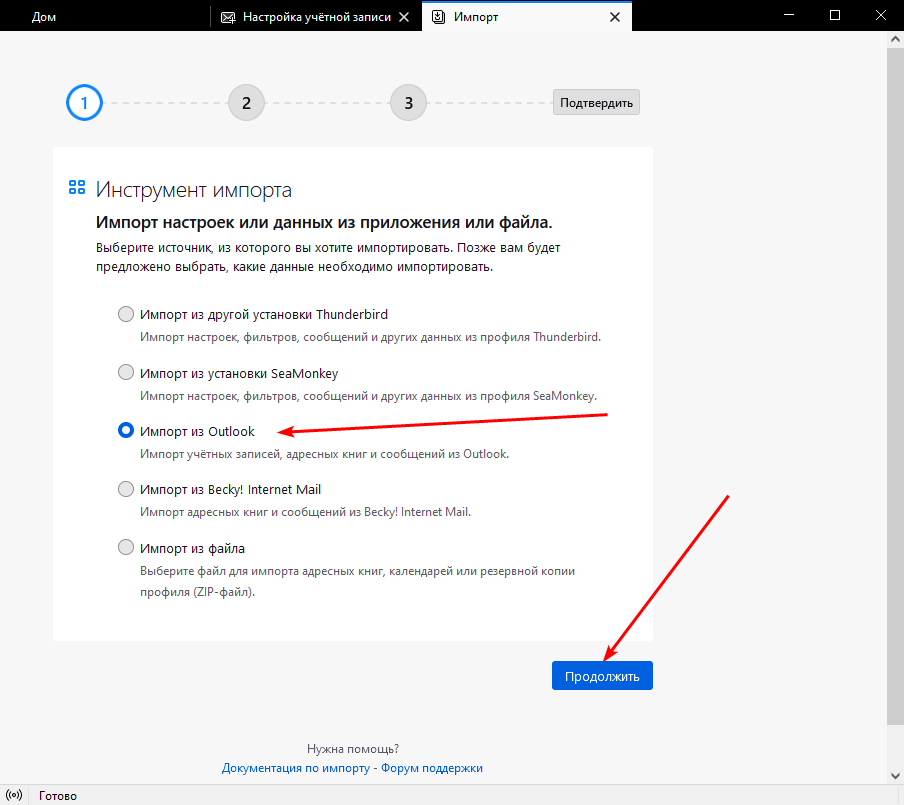 Дом
Настройка учётной записи
Импорт
1
2
3
Подтвердить
Инструмент импорта
Импорт настроек или данных из приложения или файла.
Выберите источник, из которого вы хотите импортировать. Позже вам будет
предложено выбрать, какие данные необходимо импортировать.
Импорт из другой установки Thunderbird
Импорт настроек, фильтров, сообщений и других данных из профиля Thunderbird.
Импорт из установки SeaMonkey
Импорт настроек, фильтров, сообщений и других данных из профиля SeaMonkey.
Импорт из Outlook
Импорт учётных записей, адресных книг и сообщений из Outlook.
Импорт из Becky! Internet Mail
Импорт адресных книг и сообщений из Becky! Internet Mail.
Импорт из файла
Выберите файл для импорта адресных книг, календарей или резервной копии
профиля (ZIP-файл).
Продолжить
Нужна помощь?
Документация по импорту - Форум поддержки
Готово